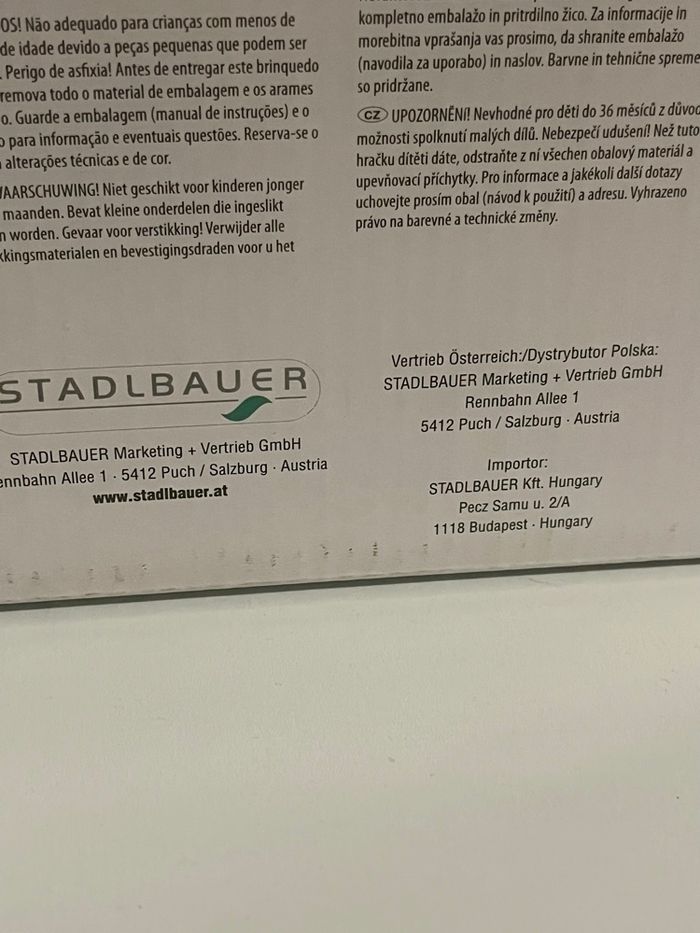 OS! Não adequado para crianças com menos de
de idade devido a peças pequenas que podem ser
. Perigo de asfixia! Antes de entregar este brinquedo
remova todo o material de embalagem e os arames
o. Guarde a embalagem (manual de instruções) e o
o para informação e eventuais questões. Reserva-se o
alterações técnicas e de cor.
WAARSCHUWING! Niet geschikt voor kinderen jonger
maanden. Bevat kleine onderdelen die ingeslikt
n worden. Gevaar voor verstikking! Verwijder alle
kkingsmaterialen en bevestigingsdraden voor u het
STADLBAUER
STADLBAUER Marketing + Vertrieb GmbH
ennbahn Allee 1 · 5412 Puch / Salzburg · Austria
www.stadlbauer.at
kompletno embalažo in pritrdilno žico. Za informacije in
morebitna vprašanja vas prosimo, da shranite embalažo
(navodila za uporabo) in naslov. Barvne in tehnične spreme
so pridržane.
CZ UPOZORNĚNÍ! Nevhodné pro děti do 36 měsíců z důvod
možnosti spolknutí malých dílů. Nebezpečí udušení! Než tuto
hračku dítěti dáte, odstraňte z ní všechen obalový materiál a
upevňovací příchytky. Pro informace a jakékoli další dotazy
uchovejte prosím obal (návod k použití) a adresu. Vyhrazeno
právo na barevné a technické změny.
Vertrieb Österreich:/Dystrybutor Polska:
STADLBAUER Marketing + Vertrieb GmbH
Rennbahn Allee 1
5412 Puch / Salzburg · Austria
Importor:
STADLBAUER Kft. Hungary
Pecz Samu u. 2/A
1118 Budapest · Hungary